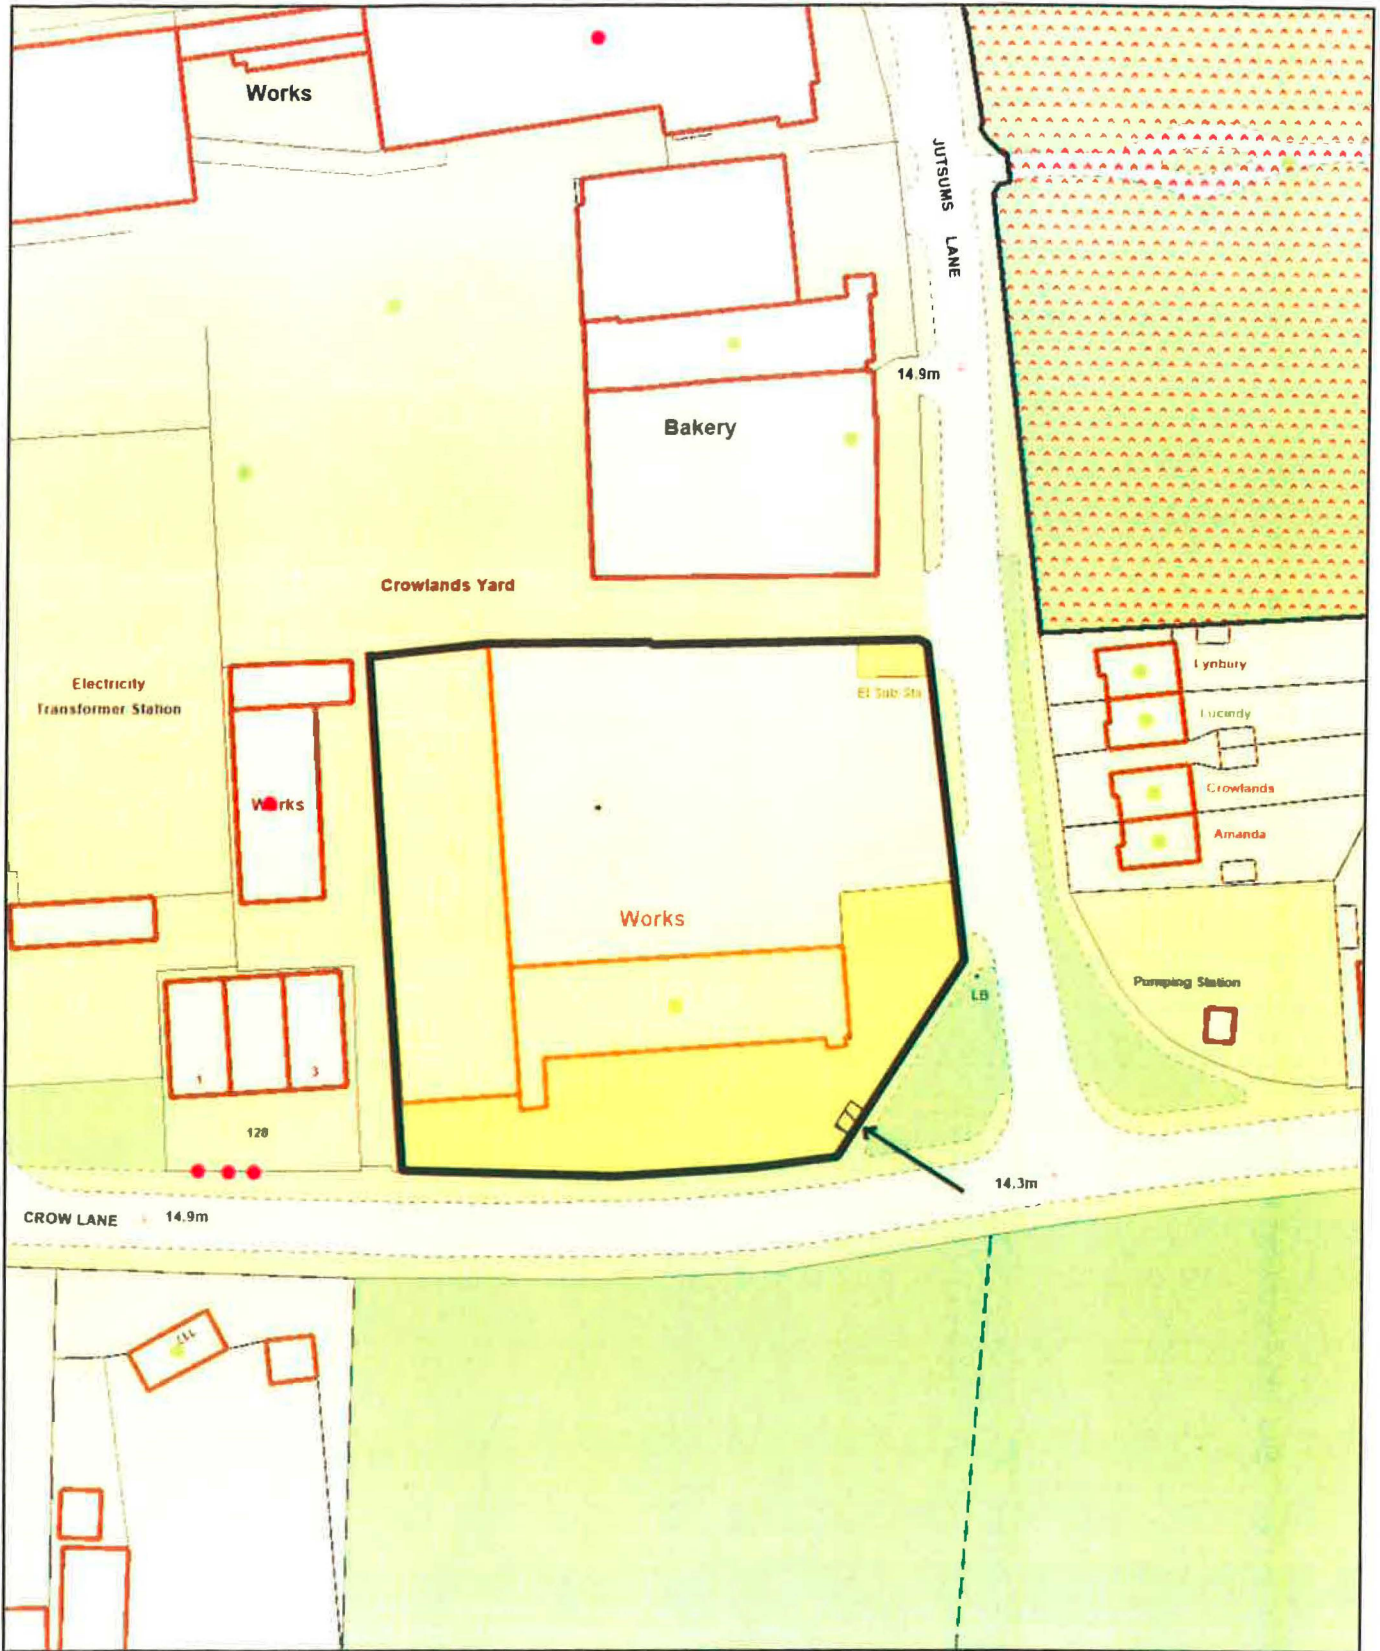 Works
JUTSUMS LANE
14.9m
Bakery
Crowlands Yard
Electricity
Transformer Station
El Sub Sta
Lynbury
Lucindy
Works
Crowlands
Amanda
Works
Pumping Station
LB
1
3
128
14.3m
CROW LANE
14.9m
117